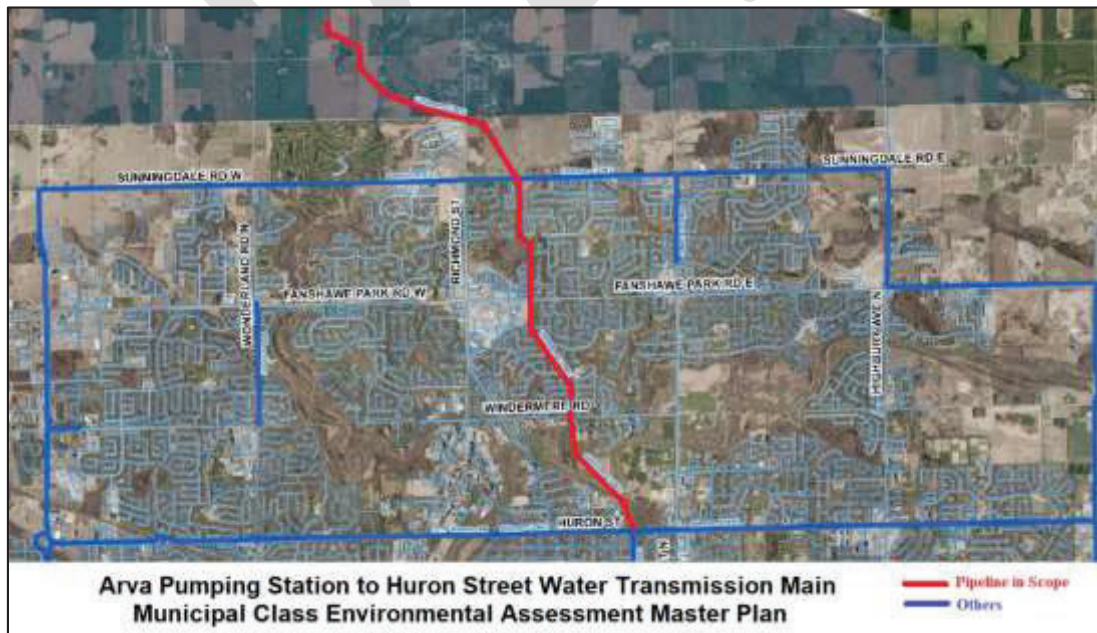 SUNNINGDALE RD E
SUNNINGDALE RD W
WONDERLAND RD N
RICHMOND ST
FANSHAWE PARK RD W
FANSHAWE PARK RD E
HIGHBURY AVE N
WINDERMERE RD
HURON ST
Arva Pumping Station to Huron Street Water Transmission Main
Municipal Class Environmental Assessment Master Plan
Pipeline in Scope
Others